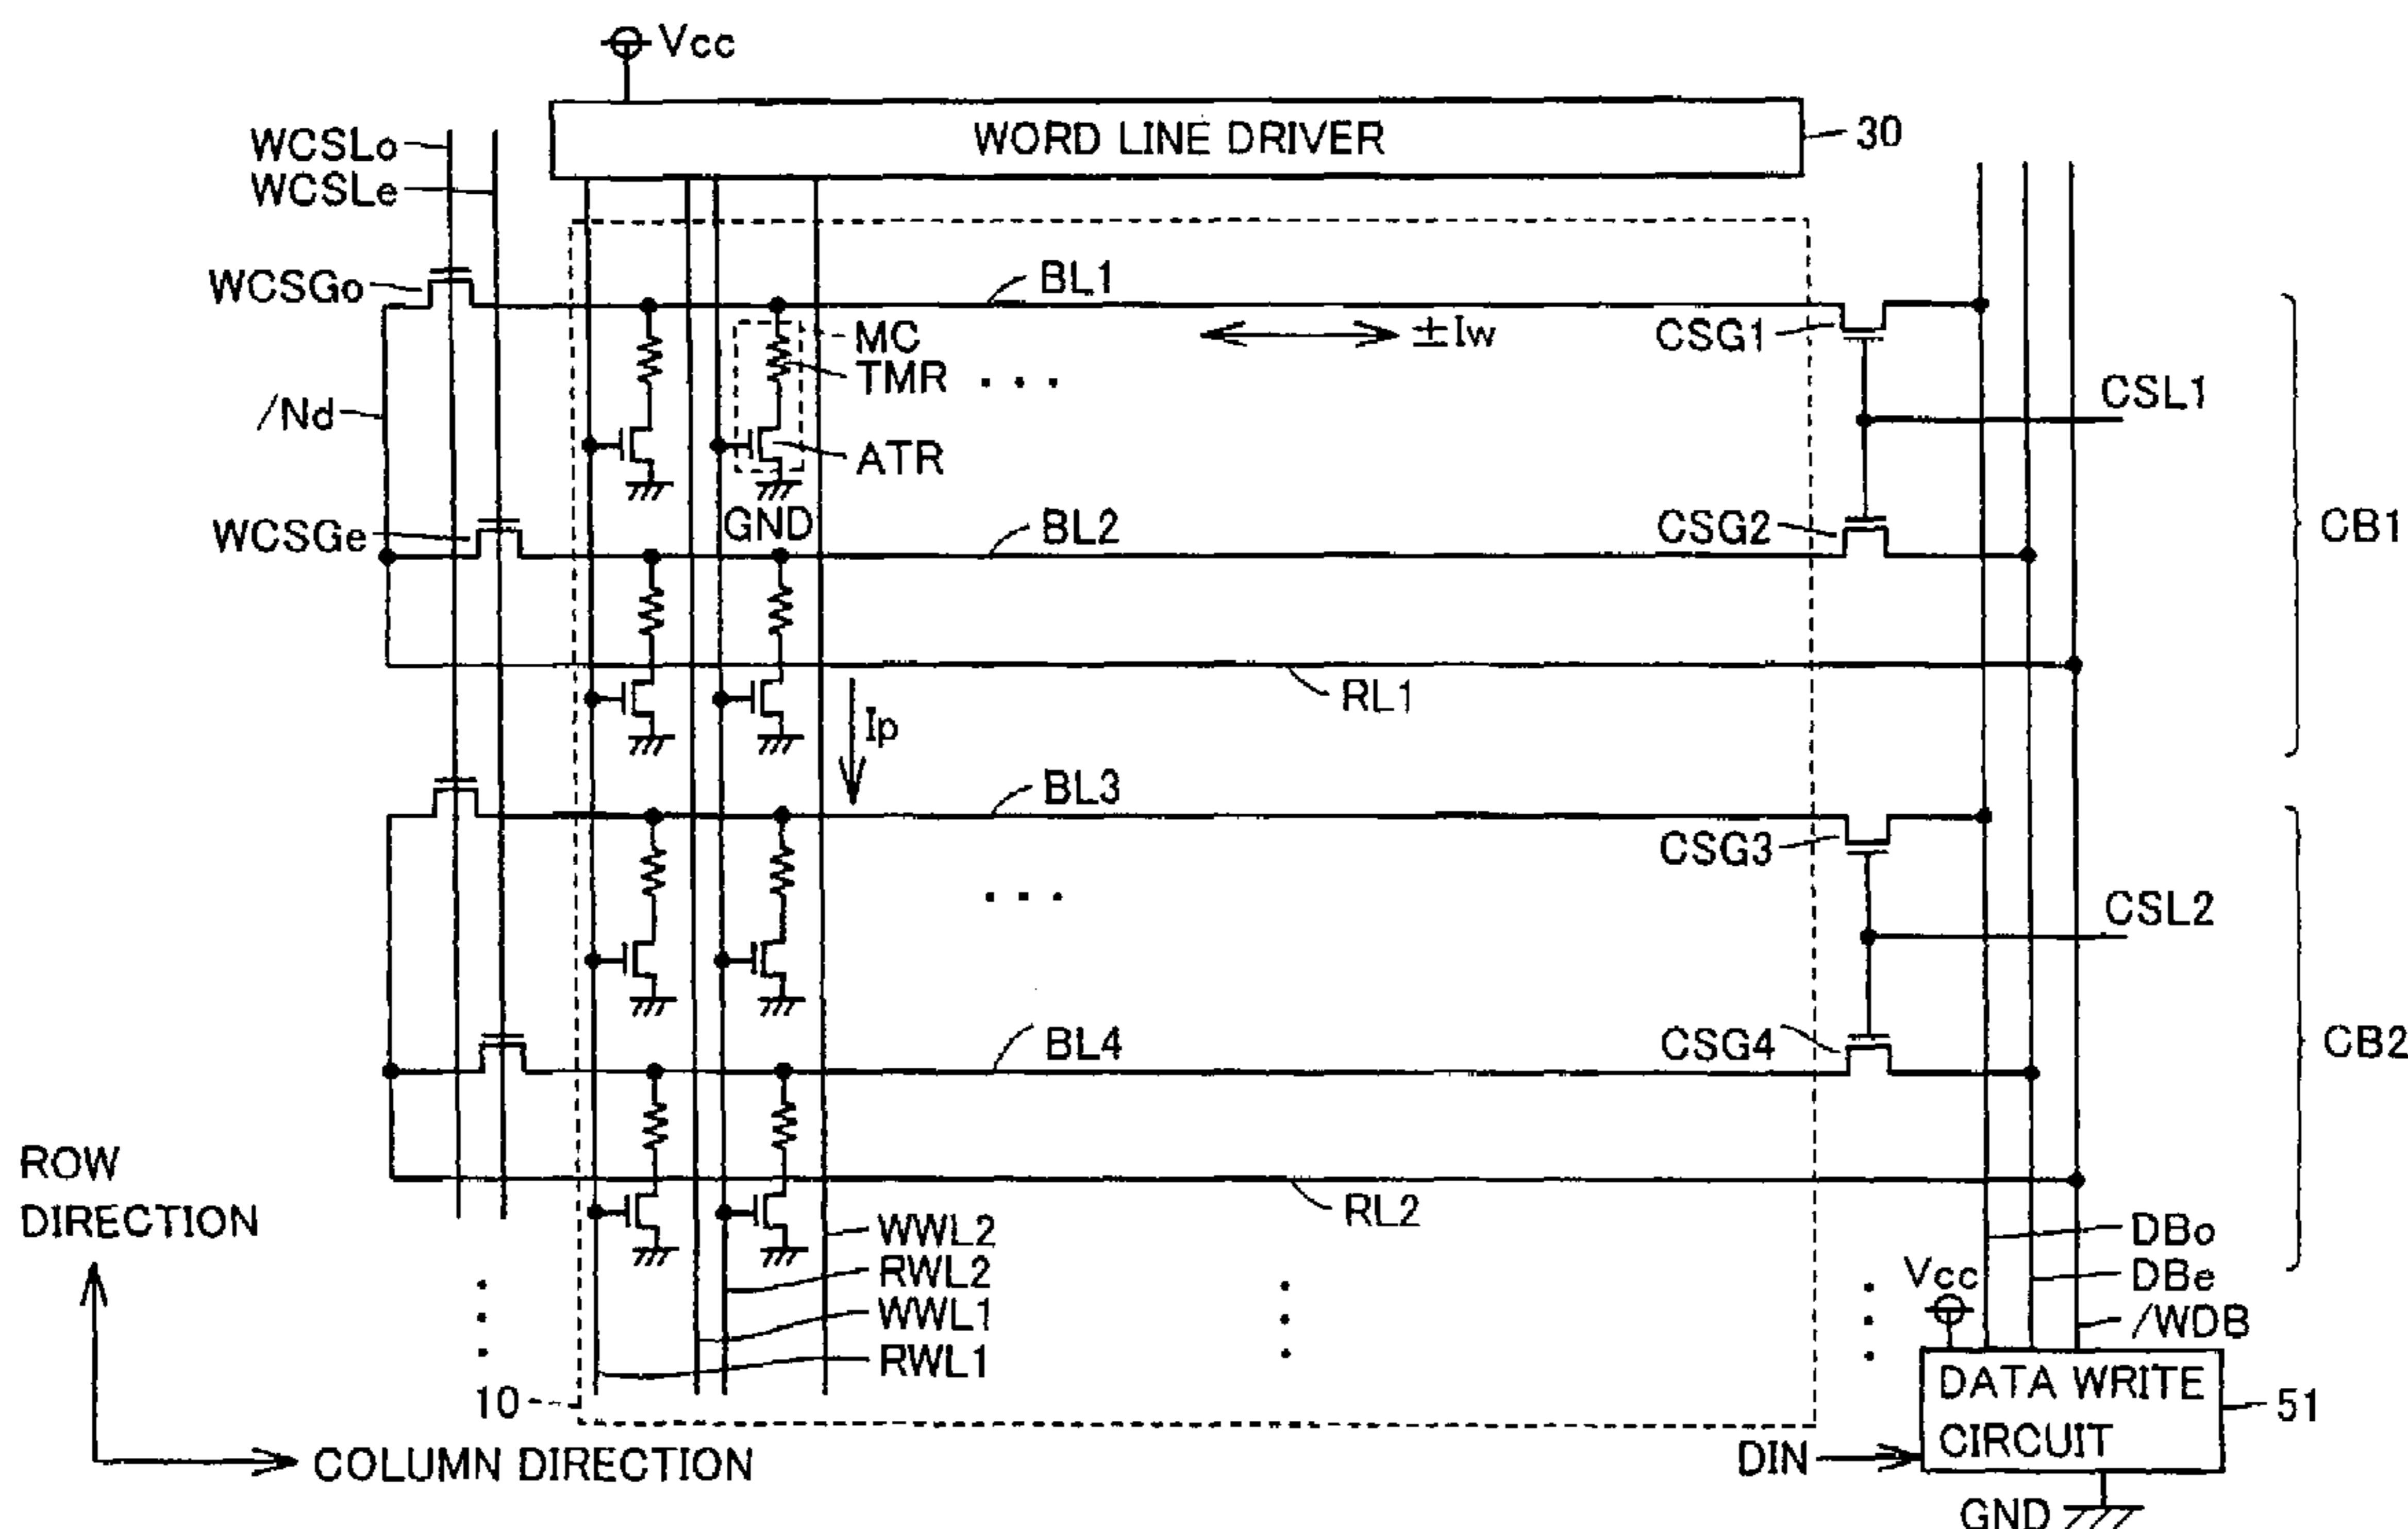 Vcc
WORD LINE DRIVER
30
WCSLo
WCSLe
WCSGo
BL1
±Iw
CSG1
MC
TMR
/Nd
ATR
CSL1
GND
WCSGe
BL2
CSG2
CB1
RL1
Ip
BL3
CSG3
CSL2
BL4
CSG4
CB2
ROW
DIRECTION
RL2
WWL2
RWL2
WWL1
RWL1
DBo
DBe
/WDB
Vcc
10
DATA WRITE
CIRCUIT
51
COLUMN DIRECTION
DIN
GND